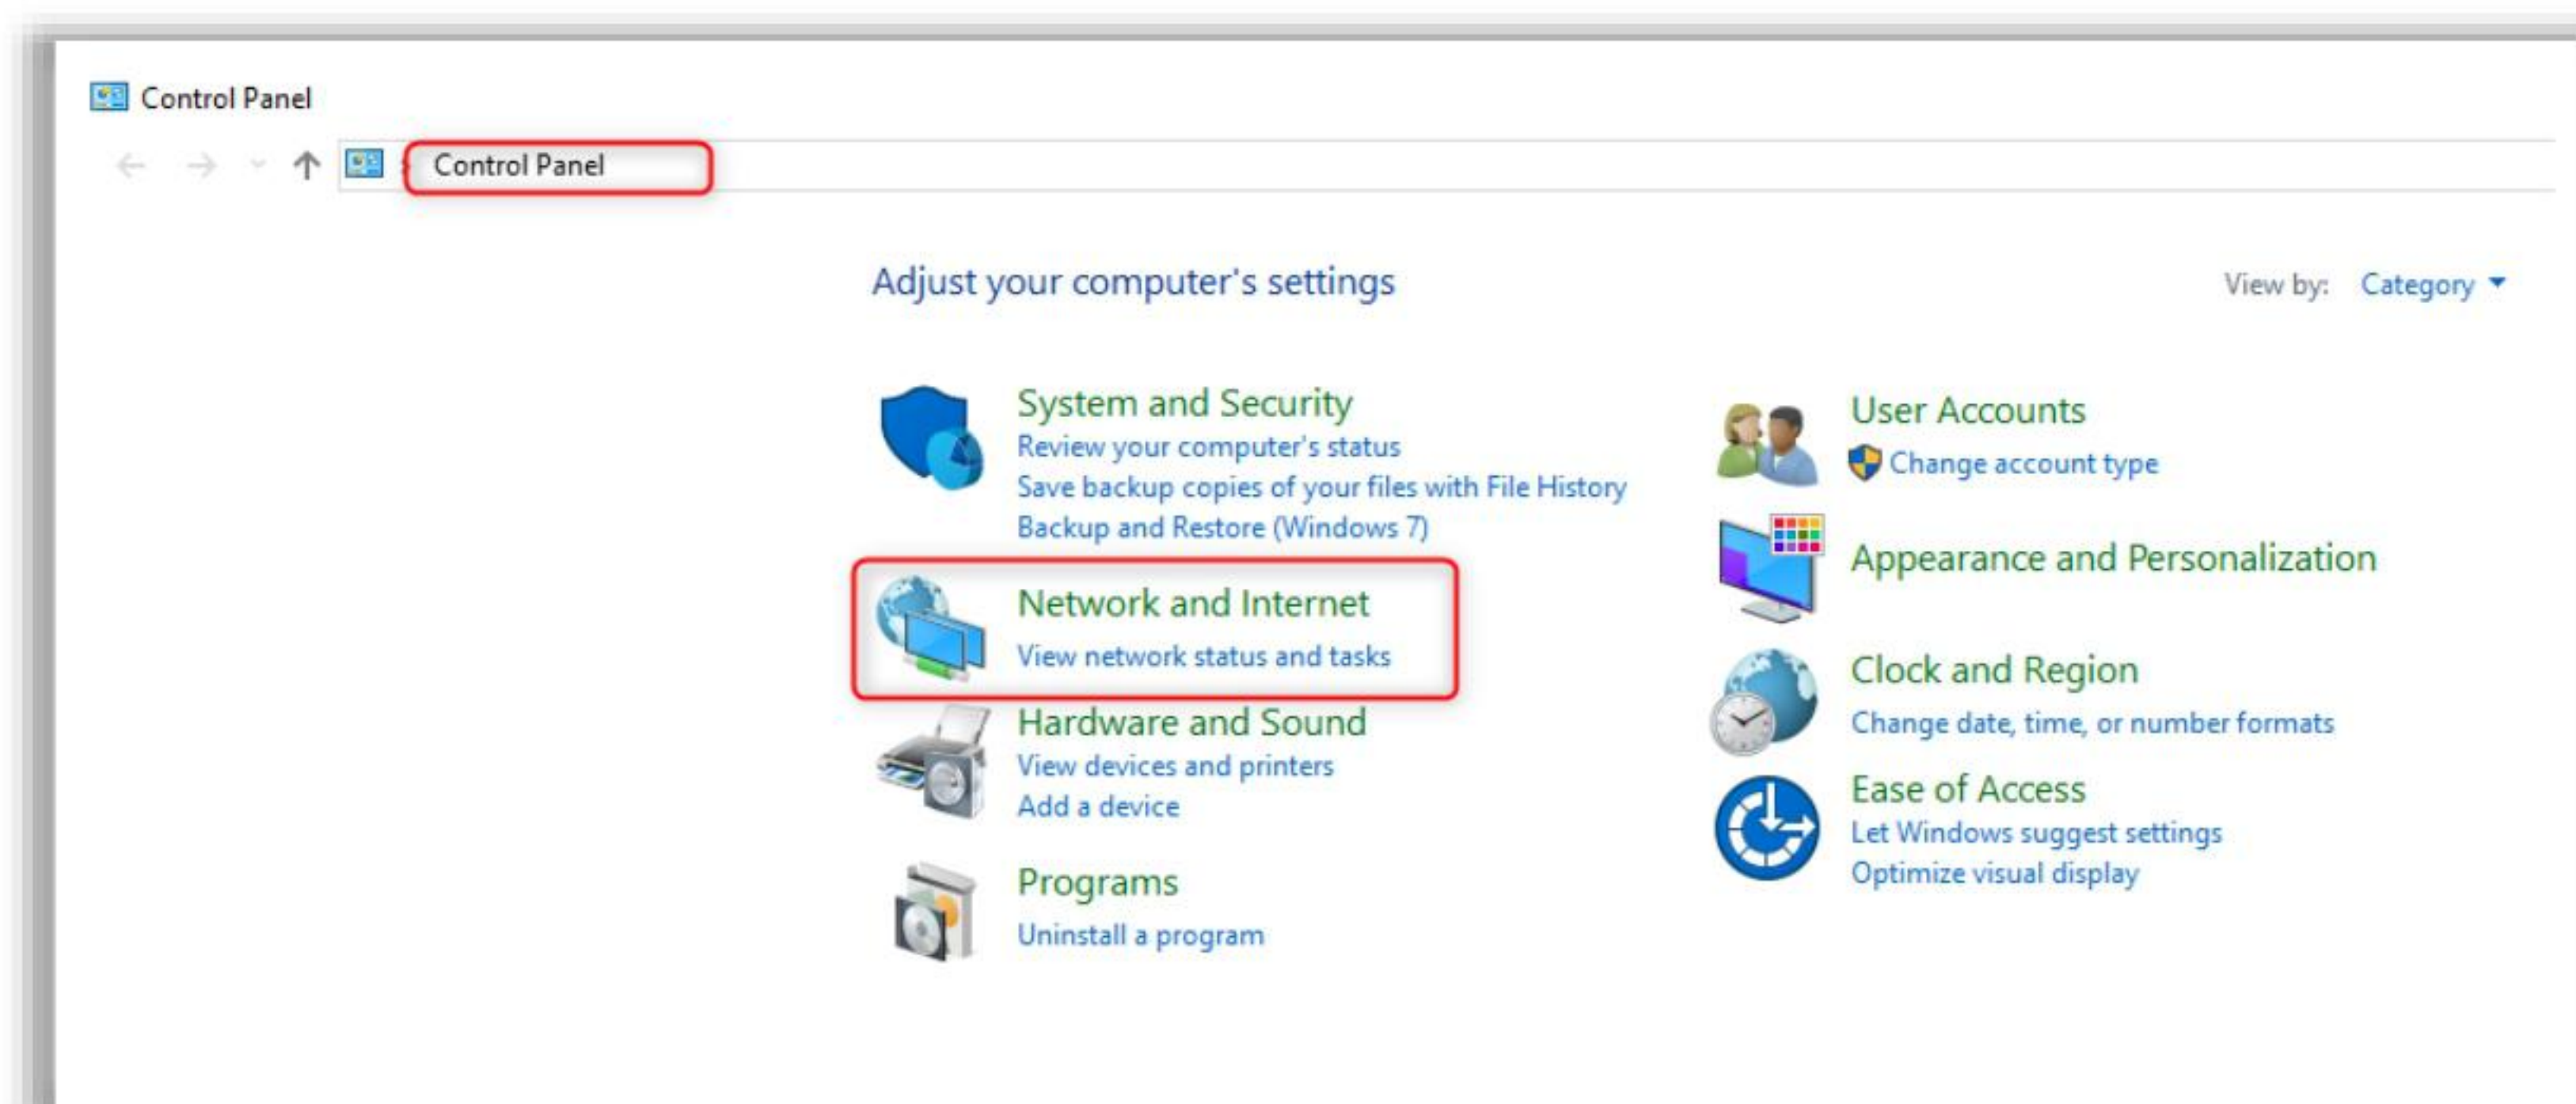 Control Panel
Control Panel
Adjust your computer's settings
View by: Category
System and Security
Review your computer's status
Save backup copies of your files with File History
Backup and Restore (Windows 7)
Network and Internet
View network status and tasks
Hardware and Sound
View devices and printers
Add a device
Programs
Uninstall a program
User Accounts
Change account type
Appearance and Personalization
Clock and Region
Change date, time, or number formats
Ease of Access
Let Windows suggest settings
Optimize visual display